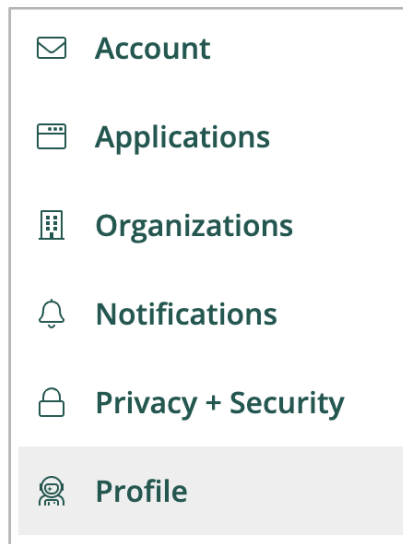 Account
Applications
Organizations
Notifications
Privacy + Security
Profile